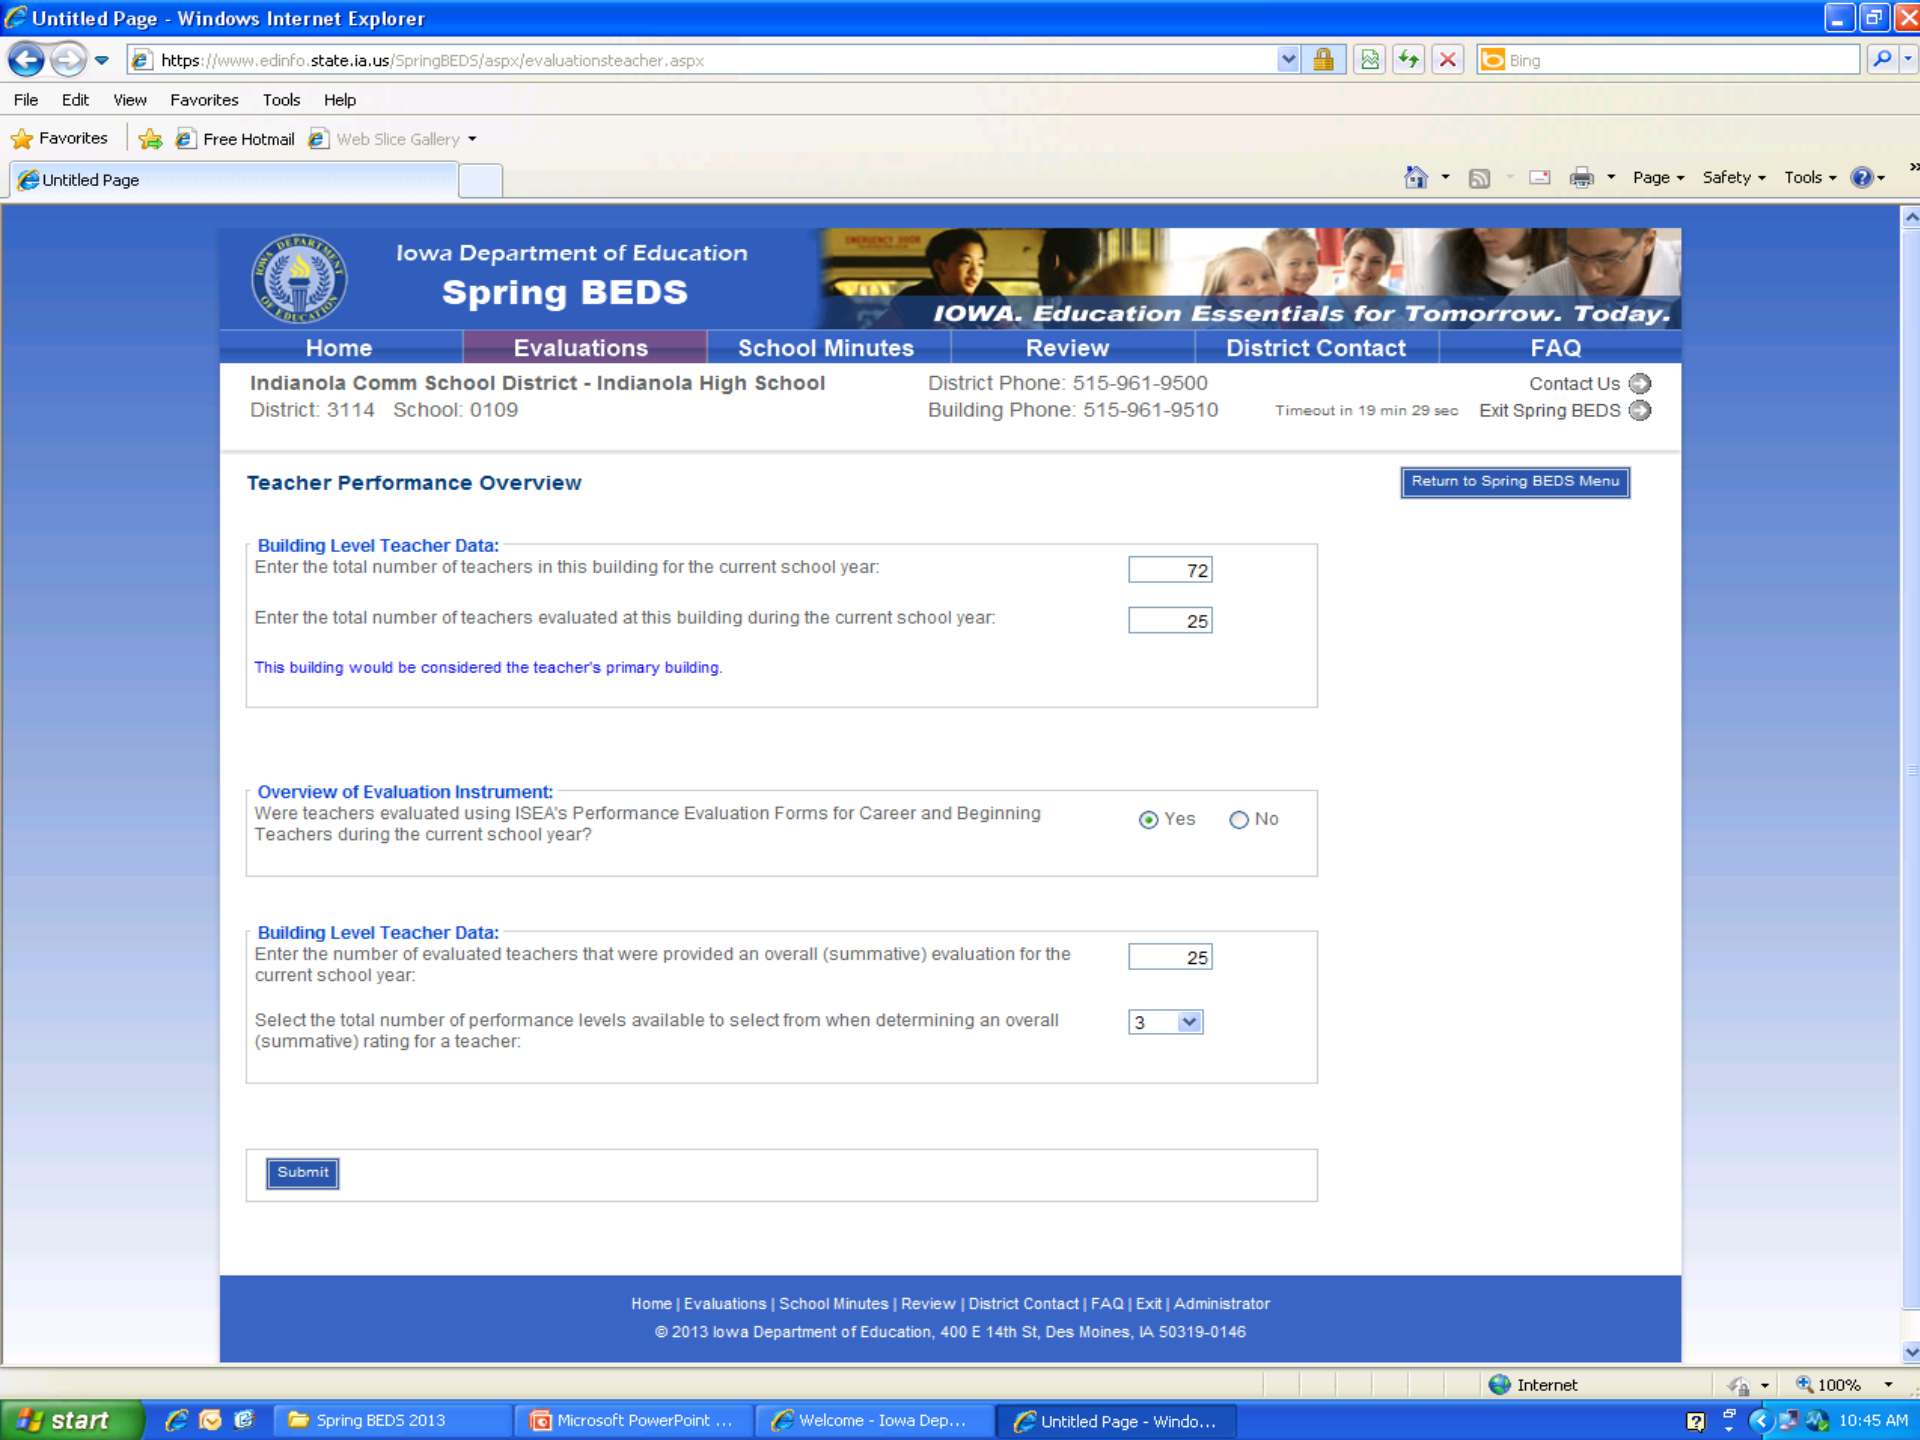 Untitled Page - Windows Internet Explorer
https://www.edinfo.state.ia.us/SpringBEDS/aspx/evaluationsteacher.aspx
Bing
File Edit View Favorites Tools Help
Favorites Free Hotmail Web Slice Gallery
Untitled Page
Page Safety Tools
Iowa Department of Education
Spring BEDS
DEPARTMENT OF EDUCATION IOWA
EMERGENCY DOOR
IOWA. Education Essentials for Tomorrow. Today.
Home Evaluations School Minutes Review District Contact FAQ
Indianola Comm School District - Indianola High School District Phone: 515-961-9500 Contact Us
District: 3114 School: 0109 Building Phone: 515-961-9510 Timeout in 19 min 29 sec Exit Spring BEDS
Teacher Performance Overview
Return to Spring BEDS Menu
Building Level Teacher Data:
Enter the total number of teachers in this building for the current school year: 72
Enter the total number of teachers evaluated at this building during the current school year: 25
This building would be considered the teacher's primary building.
Overview of Evaluation Instrument:
Were teachers evaluated using ISEA's Performance Evaluation Forms for Career and Beginning
Teachers during the current school year?
Yes No
Building Level Teacher Data:
Enter the number of evaluated teachers that were provided an overall (summative) evaluation for the
current school year:
25
Select the total number of performance levels available to select from when determining an overall
(summative) rating for a teacher:
3
Submit
Home | Evaluations | School Minutes | Review | District Contact | FAQ | Exit | Administrator
© 2013 Iowa Department of Education, 400 E 14th St, Des Moines, IA 50319-0146
Internet 100%
start Spring BEDS 2013 Microsoft PowerPoint ... Welcome - Iowa Dep... Untitled Page - Windo... 10:45 AM